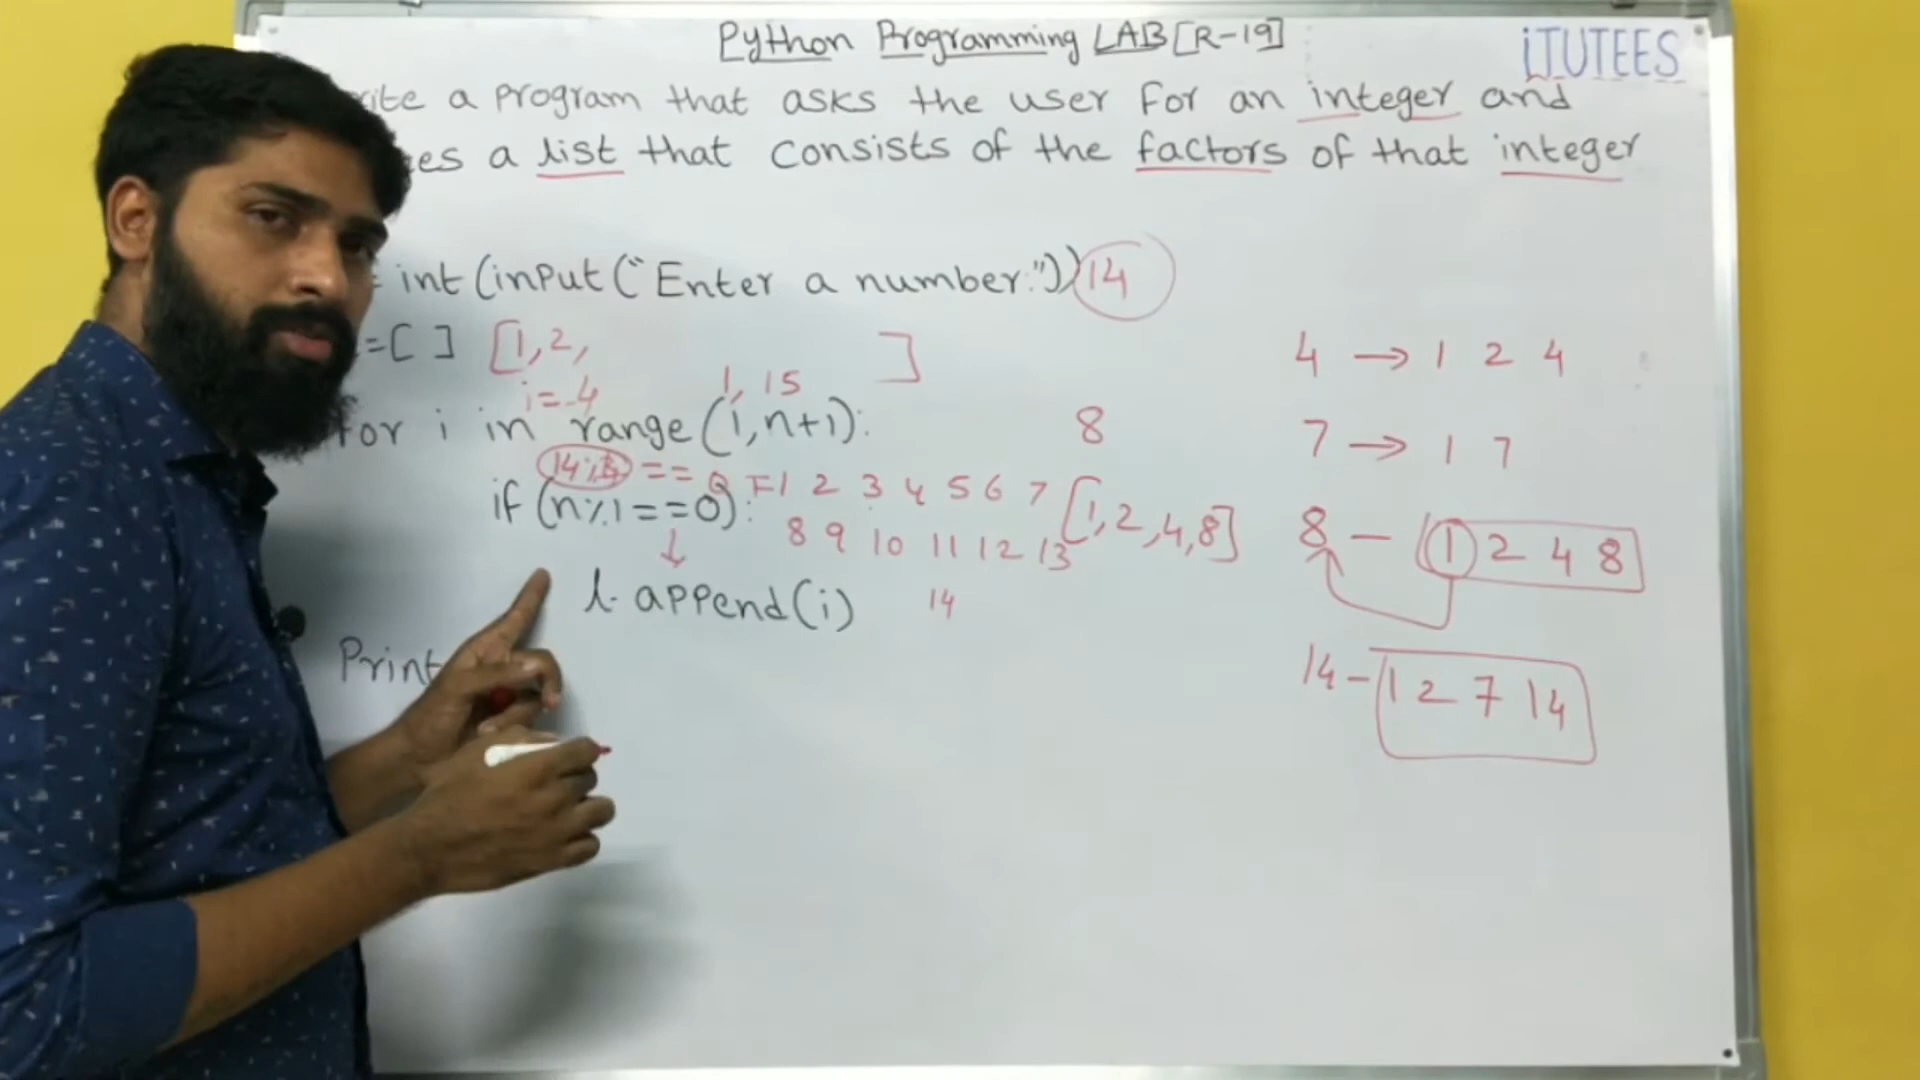 Python Programming LAB [R-19]
iTUTEES
rite a program that asks the user for an integer and
es a list that consists of the factors of that integer
= int(input("Enter a number:")) 14
=[ ] [1,2, ]
i=4 1, 15
for i in range(1,n+1): 8
== 0 F 1 2 3 4 5 6 7
if (n%i==0): 8 9 10 11 12 13 [1,2,4,8]
l.append(i) 14
Print
4 → 1 2 4
7 → 1 7
8 – 1 2 4 8
14 – 1 2 7 14